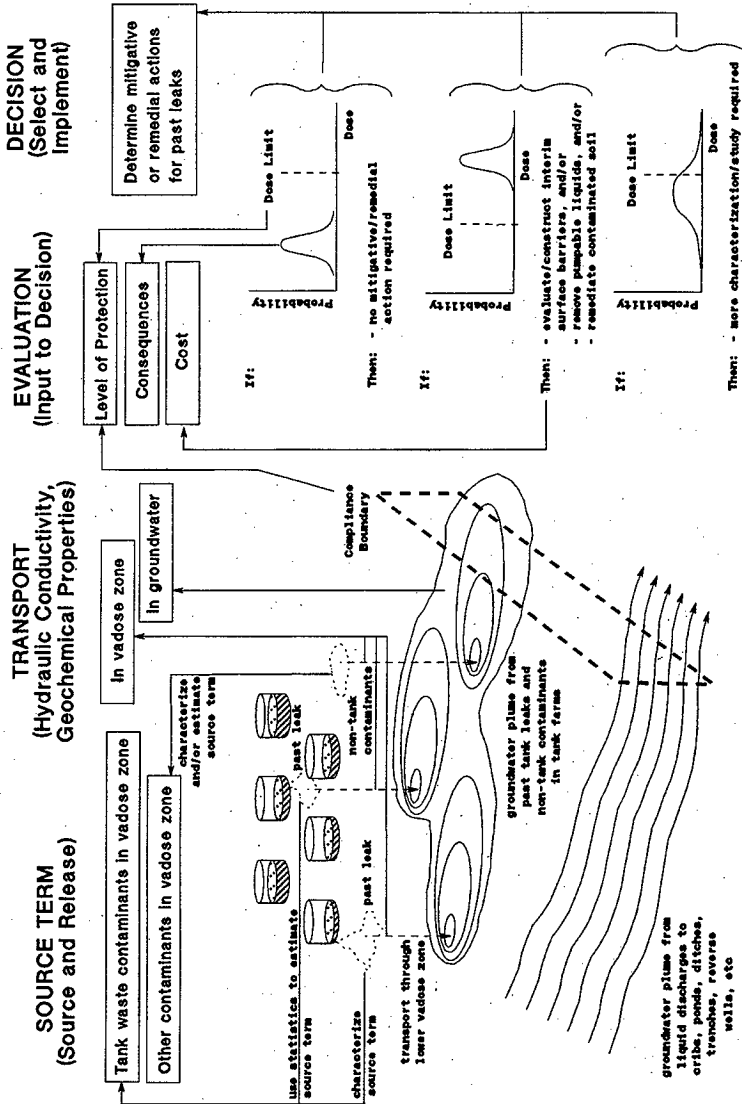 SOURCE TERM
(Source and Release)
Tank waste contaminants in vadose zone
Other contaminants in vadose zone
use statistics to estimate
source term
characterize
source term
characterize
and/or estimate
source term
past leak
past leak
non-tank
contaminants
transport through
lower vadose zone
groundwater plume from
past tank leaks and
non-tank contaminants
in tank farms
groundwater plume from
liquid discharges to
cribs, ponds, ditches,
trenches, reverse
wells, etc
TRANSPORT
(Hydraulic Conductivity,
Geochemical Properties)
In vadose zone
In groundwater
Compliance
Boundary
EVALUATION
(Input to Decision)
Level of Protection
Consequences
Cost
If:
Probability
Dose Limit
Dose
Then: - no mitigative/remedial
action required
If:
Probability
Dose Limit
Dose
Then: - evaluate/construct interim
surface barriers, and/or
- remove pumpable liquids, and/or
- remediate contaminated soil
If:
Probability
Dose Limit
Dose
Then: - more characterization/study required
DECISION
(Select and
Implement)
Determine mitigative
or remedial actions
for past leaks